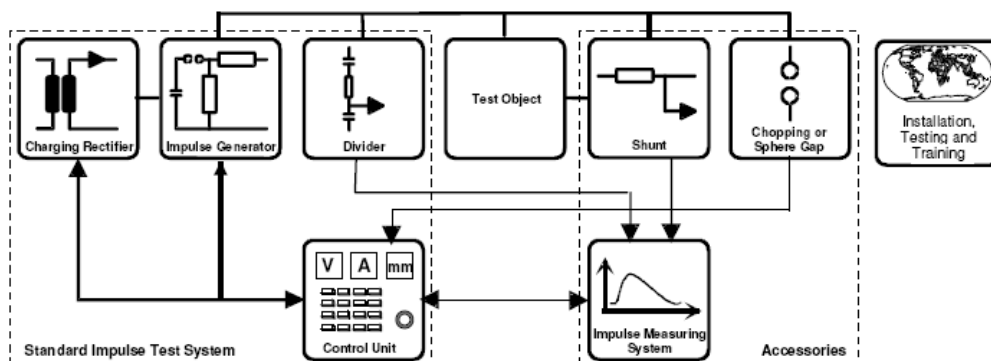 Charging Rectifier
Impulse Generator
Divider
Test Object
Shunt
Chopping or
Sphere Gap
Installation,
Testing and
Training
V A mm
Control Unit
Impulse Measuring
System
Standard Impulse Test System
Accessories